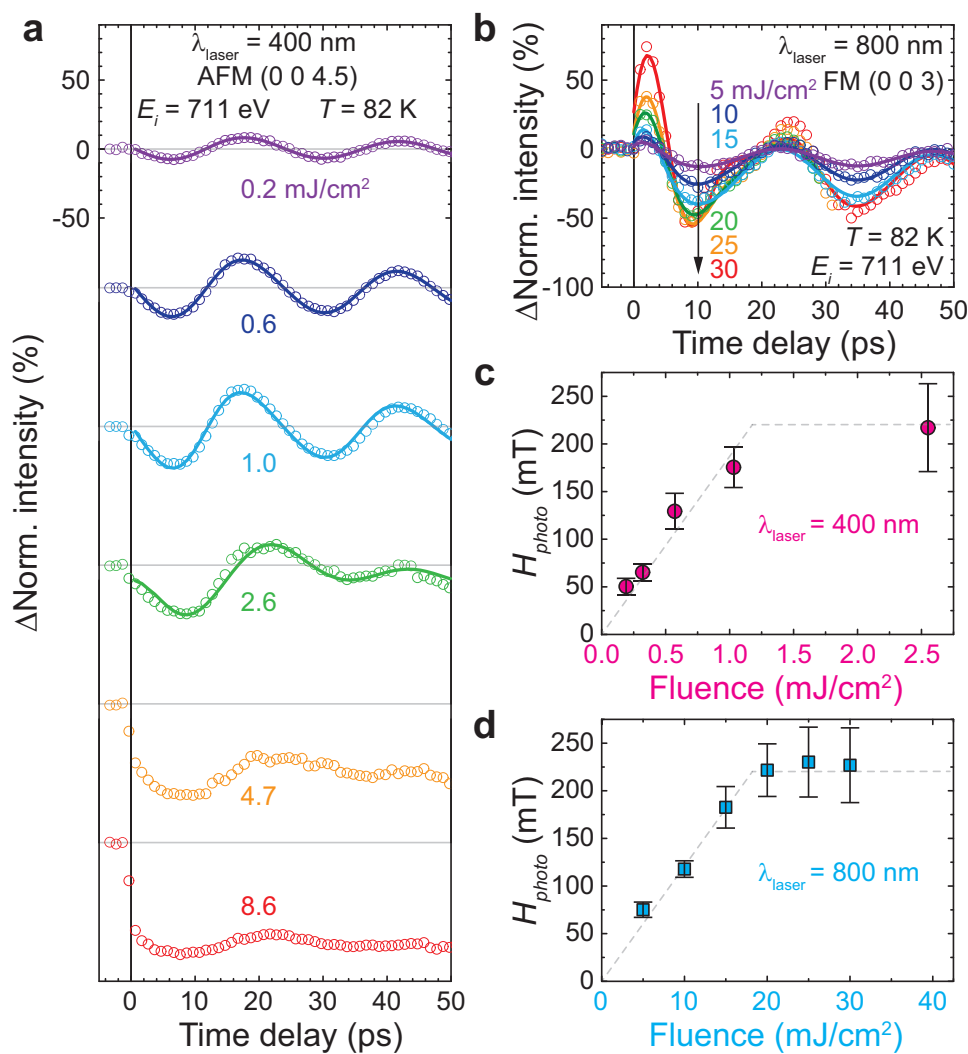 a
λlaser = 400 nm
AFM (0 0 4.5)
Ei = 711 eV T = 82 K
50
0
-50
0.2 mJ/cm²
0.6
1.0
2.6
4.7
8.6
ΔNorm. intensity (%)
0 10 20 30 40 50
Time delay (ps)
b
λlaser = 800 nm
FM (0 0 3)
5 mJ/cm²
10
15
20
25
30
T = 82 K
Ei = 711 eV
50
0
-50
-100
ΔNorm. intensity (%)
0 10 20 30 40 50
Time delay (ps)
c
250
200
150
100
50
0
Hphoto (mT)
λlaser = 400 nm
0.0 0.5 1.0 1.5 2.0 2.5
Fluence (mJ/cm²)
d
250
200
150
100
50
0
Hphoto (mT)
λlaser = 800 nm
0 10 20 30 40
Fluence (mJ/cm²)